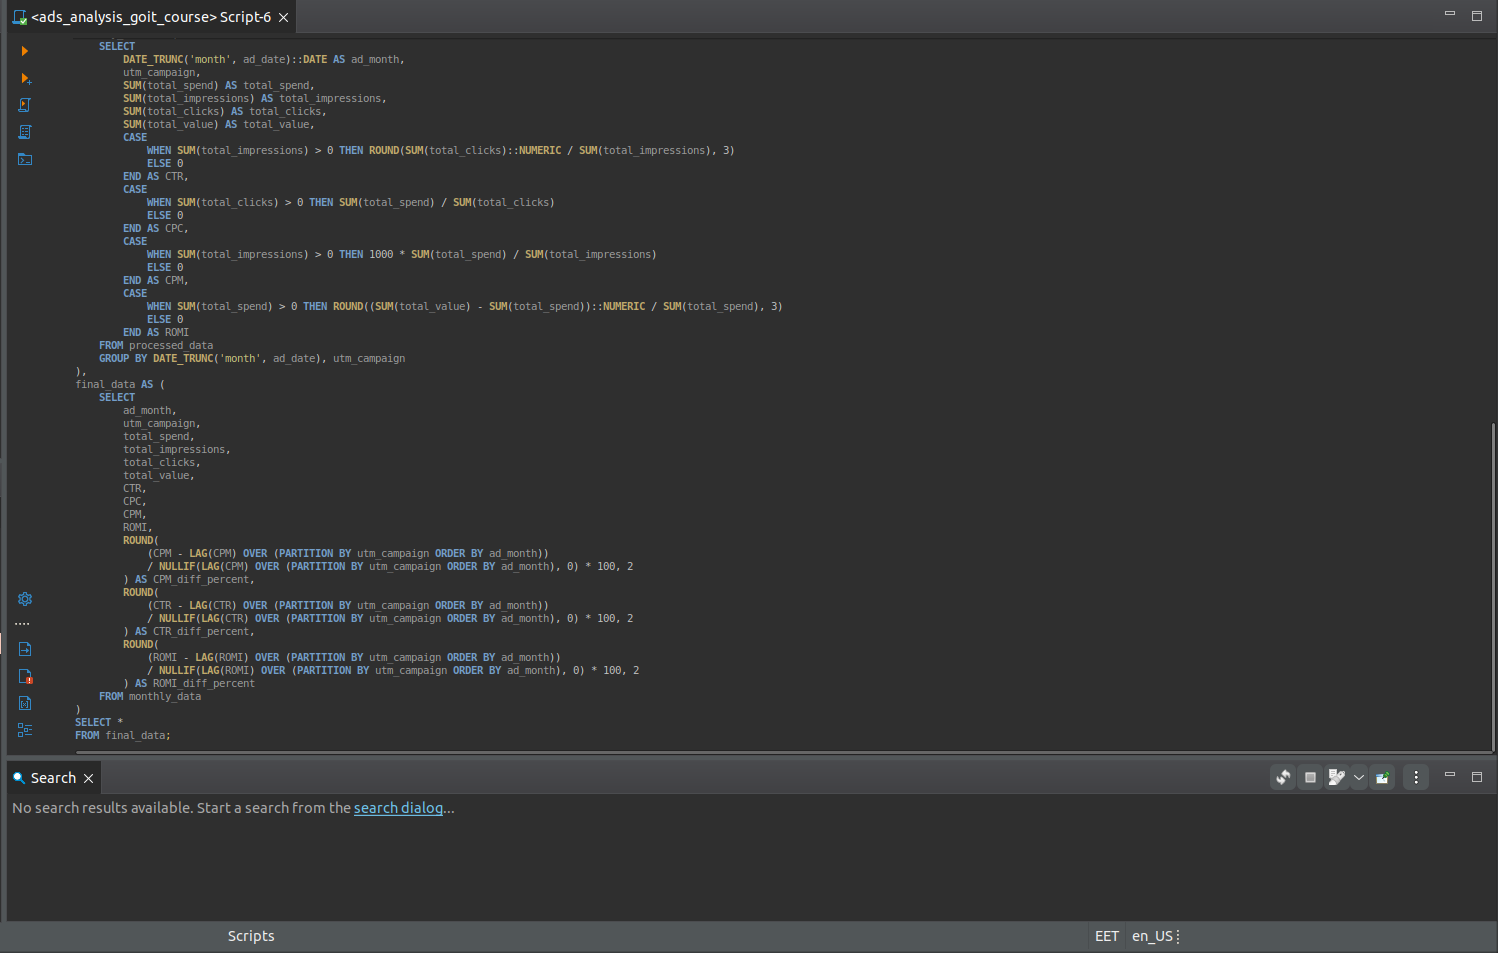 <ads_analysis_goit_course> Script-6
SELECT
DATE_TRUNC('month', ad_date)::DATE AS ad_month,
utm_campaign,
SUM(total_spend) AS total_spend,
SUM(total_impressions) AS total_impressions,
SUM(total_clicks) AS total_clicks,
SUM(total_value) AS total_value,
CASE
WHEN SUM(total_impressions) > 0 THEN ROUND(SUM(total_clicks)::NUMERIC / SUM(total_impressions), 3)
ELSE 0
END AS CTR,
CASE
WHEN SUM(total_clicks) > 0 THEN SUM(total_spend) / SUM(total_clicks)
ELSE 0
END AS CPC,
CASE
WHEN SUM(total_impressions) > 0 THEN 1000 * SUM(total_spend) / SUM(total_impressions)
ELSE 0
END AS CPM,
CASE
WHEN SUM(total_spend) > 0 THEN ROUND((SUM(total_value) - SUM(total_spend))::NUMERIC / SUM(total_spend), 3)
ELSE 0
END AS ROMI
FROM processed_data
GROUP BY DATE_TRUNC('month', ad_date), utm_campaign
),
final_data AS (
SELECT
ad_month,
utm_campaign,
total_spend,
total_impressions,
total_clicks,
total_value,
CTR,
CPC,
CPM,
ROMI,
ROUND(
(CPM - LAG(CPM) OVER (PARTITION BY utm_campaign ORDER BY ad_month))
/ NULLIF(LAG(CPM) OVER (PARTITION BY utm_campaign ORDER BY ad_month), 0) * 100, 2
) AS CPM_diff_percent,
ROUND(
(CTR - LAG(CTR) OVER (PARTITION BY utm_campaign ORDER BY ad_month))
/ NULLIF(LAG(CTR) OVER (PARTITION BY utm_campaign ORDER BY ad_month), 0) * 100, 2
) AS CTR_diff_percent,
ROUND(
(ROMI - LAG(ROMI) OVER (PARTITION BY utm_campaign ORDER BY ad_month))
/ NULLIF(LAG(ROMI) OVER (PARTITION BY utm_campaign ORDER BY ad_month), 0) * 100, 2
) AS ROMI_diff_percent
FROM monthly_data
)
SELECT *
FROM final_data;
Search
No search results available. Start a search from the search dialog...
Scripts
EET
en_US